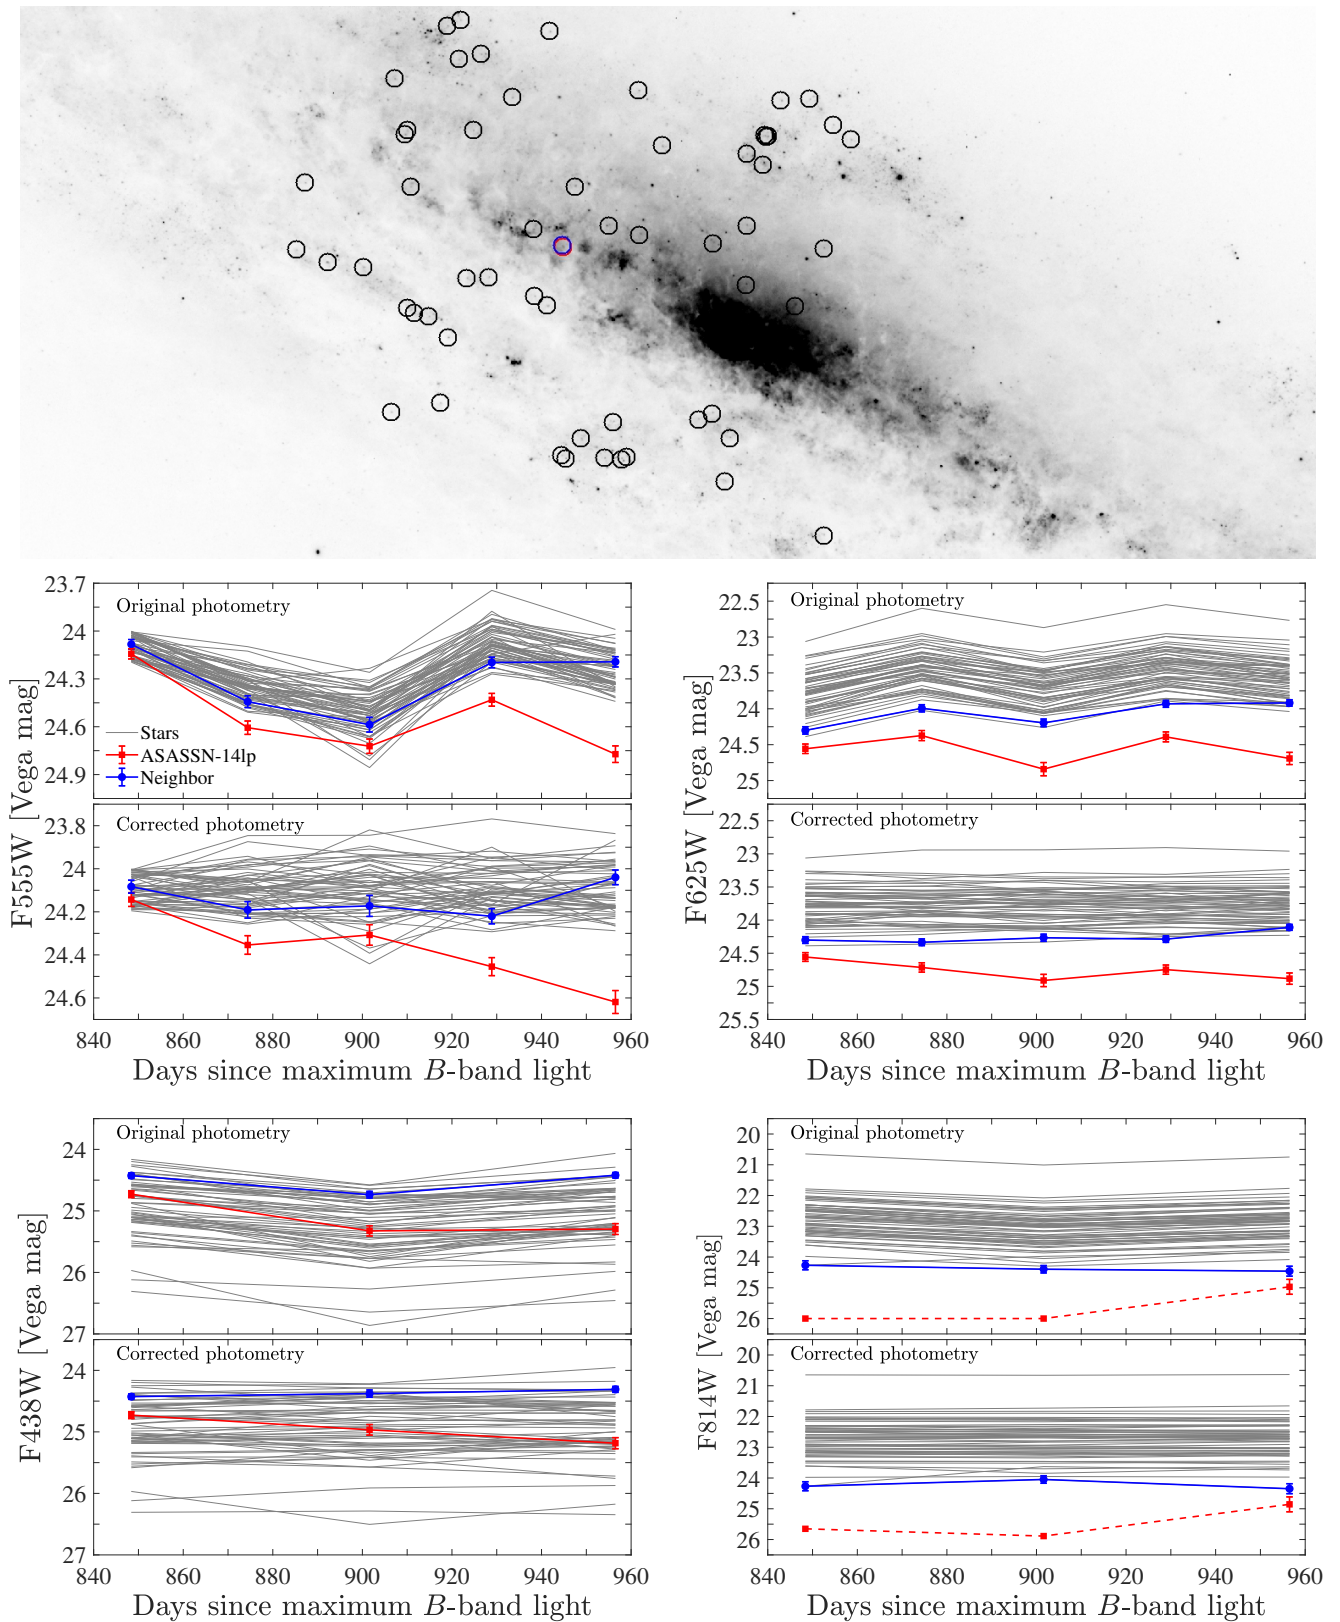 23.7
24
24.3
24.6
24.9
Original photometry
Stars
ASASSN-14lp
Neighbor
23.8
24
24.2
24.4
24.6
Corrected photometry
F555W [Vega mag]
840 860 880 900 920 940 960
Days since maximum B-band light
22.5
23
23.5
24
24.5
25
Original photometry
22.5
23
23.5
24
24.5
25
25.5
Corrected photometry
F625W [Vega mag]
840 860 880 900 920 940 960
Days since maximum B-band light
24
25
26
27
Original photometry
24
25
26
27
Corrected photometry
F438W [Vega mag]
840 860 880 900 920 940 960
Days since maximum B-band light
20
21
22
23
24
25
26
Original photometry
20
21
22
23
24
25
26
Corrected photometry
F814W [Vega mag]
840 860 880 900 920 940 960
Days since maximum B-band light